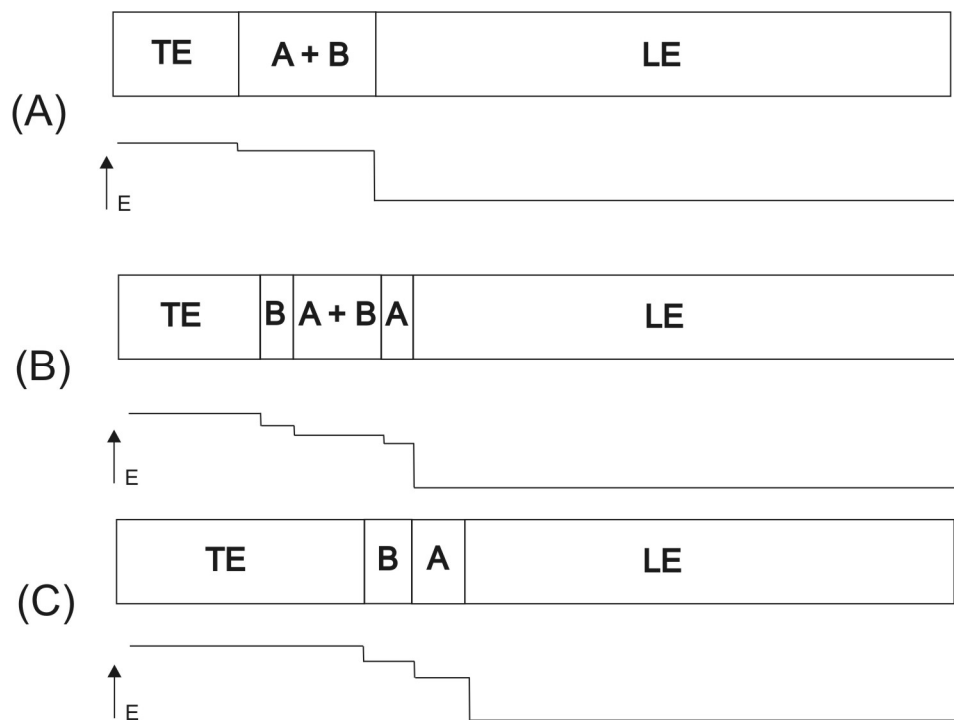 TE A + B LE
(A)
E
TE B A + B A LE
(B)
E
TE B A LE
(C)
E